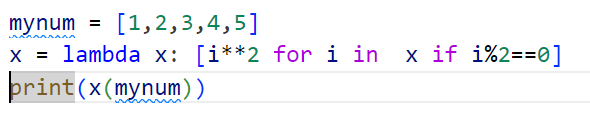 mynum = [1,2,3,4,5]
x = lambda x: [i**2 for i in  x if i%2==0]
print(x(mynum))